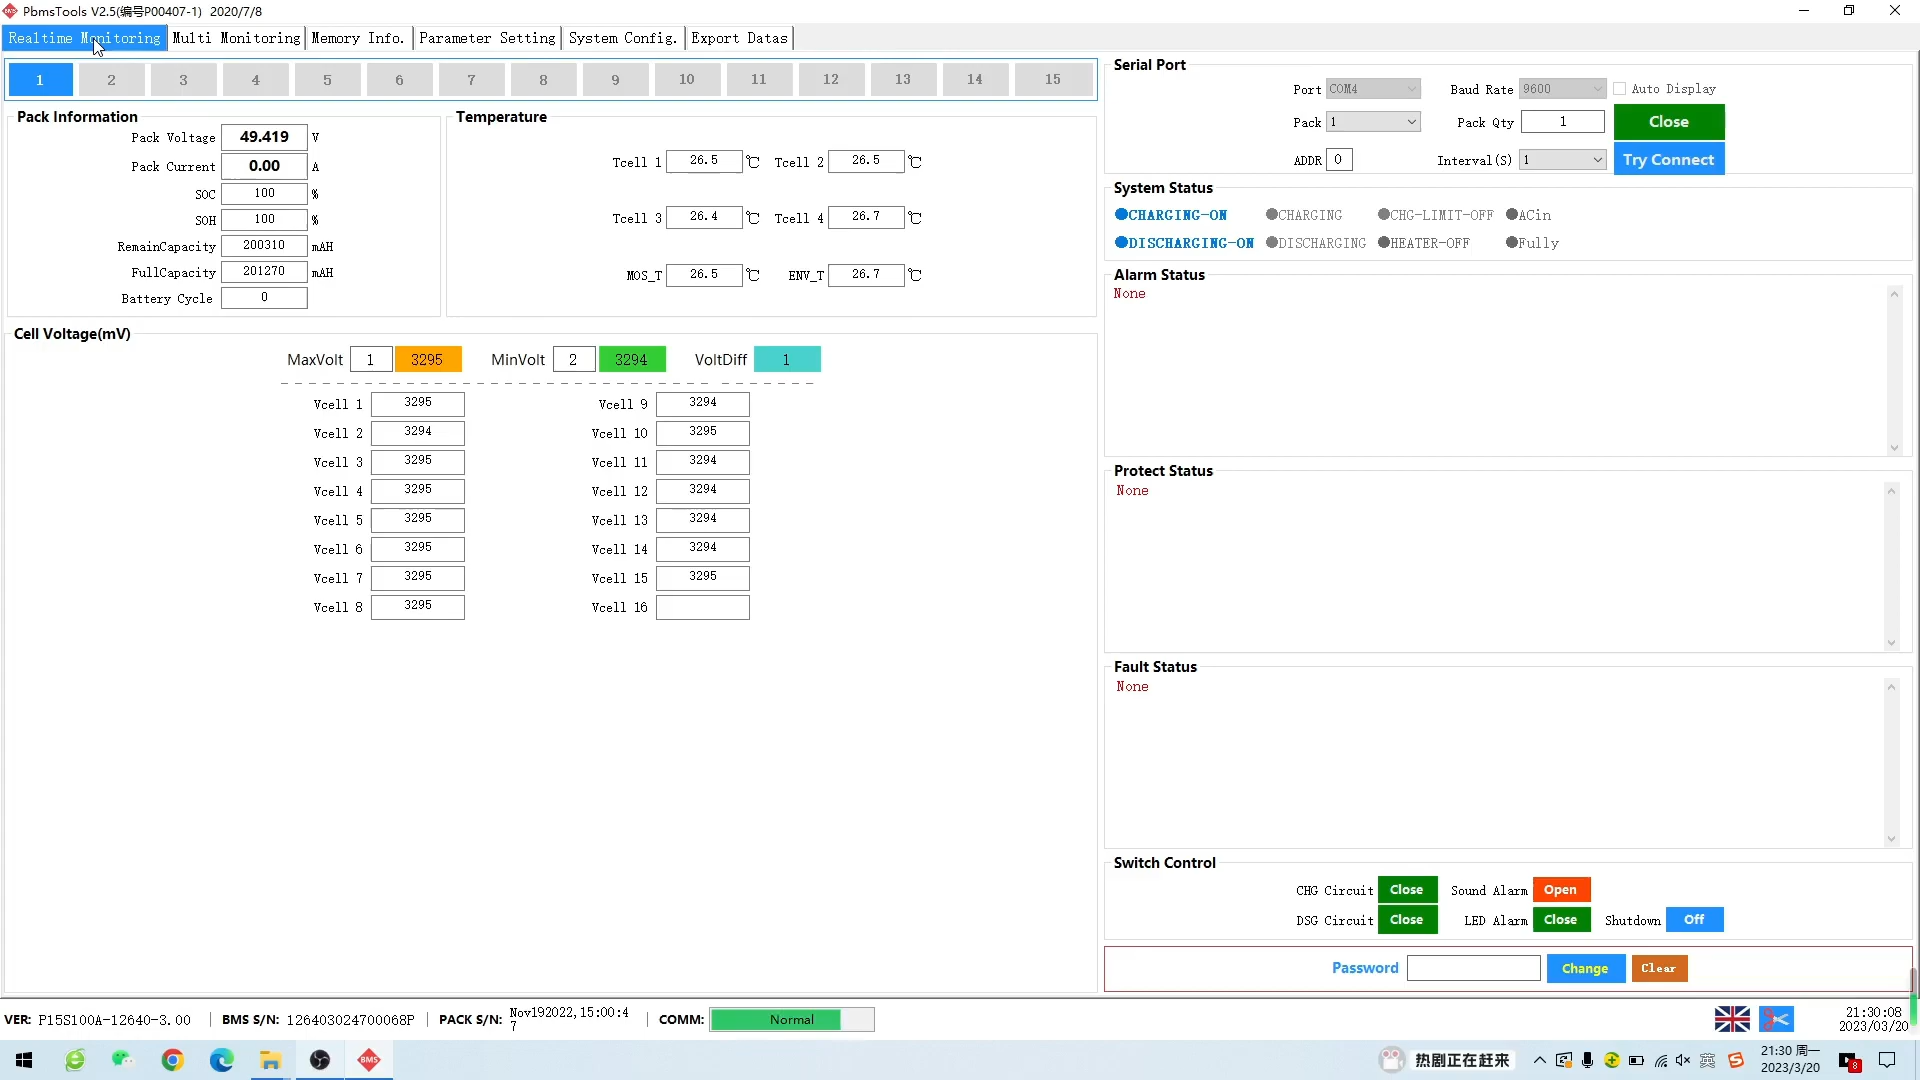 PbmsTools V2.5(编号P00407-1) 2020/7/8
Realtime Monitoring Multi Monitoring Memory Info. Parameter Setting System Config. Export Datas
1 2 3 4 5 6 7 8 9 10 11 12 13 14 15
Pack Information
Pack Voltage 49.419 V
Pack Current 0.00 A
SOC 100 %
SOH 100 %
RemainCapacity 200310 mAH
FullCapacity 201270 mAH
Battery Cycle 0
Temperature
Tcell 1 26.5 ℃ Tcell 2 26.5 ℃
Tcell 3 26.4 ℃ Tcell 4 26.7 ℃
MOS_T 26.5 ℃ ENV_T 26.7 ℃
Cell Voltage(mV)
MaxVolt 1 3295 MinVolt 2 3294 VoltDiff 1
Vcell 1 3295 Vcell 9 3294
Vcell 2 3294 Vcell 10 3295
Vcell 3 3295 Vcell 11 3294
Vcell 4 3295 Vcell 12 3294
Vcell 5 3295 Vcell 13 3294
Vcell 6 3295 Vcell 14 3294
Vcell 7 3295 Vcell 15 3295
Vcell 8 3295 Vcell 16
Serial Port
Port COM4 Baud Rate 9600 Auto Display
Pack 1 Pack Qty 1 Close
ADDR 0 Interval(S) 1 Try Connect
System Status
CHARGING-ON CHARGING CHG-LIMIT-OFF ACin
DISCHARGING-ON DISCHARGING HEATER-OFF Fully
Alarm Status
None
Protect Status
None
Fault Status
None
Switch Control
CHG Circuit Close Sound Alarm Open
DSG Circuit Close LED Alarm Close Shutdown Off
Password Change Clear
VER: P15S100A-12640-3.00 BMS S/N: 126403024700068P PACK S/N: Nov192022,15:00:4
7
COMM: Normal
21:30:08
2023/03/20
BMS
热剧正在赶来
英
21:30 周一
2023/3/20
8